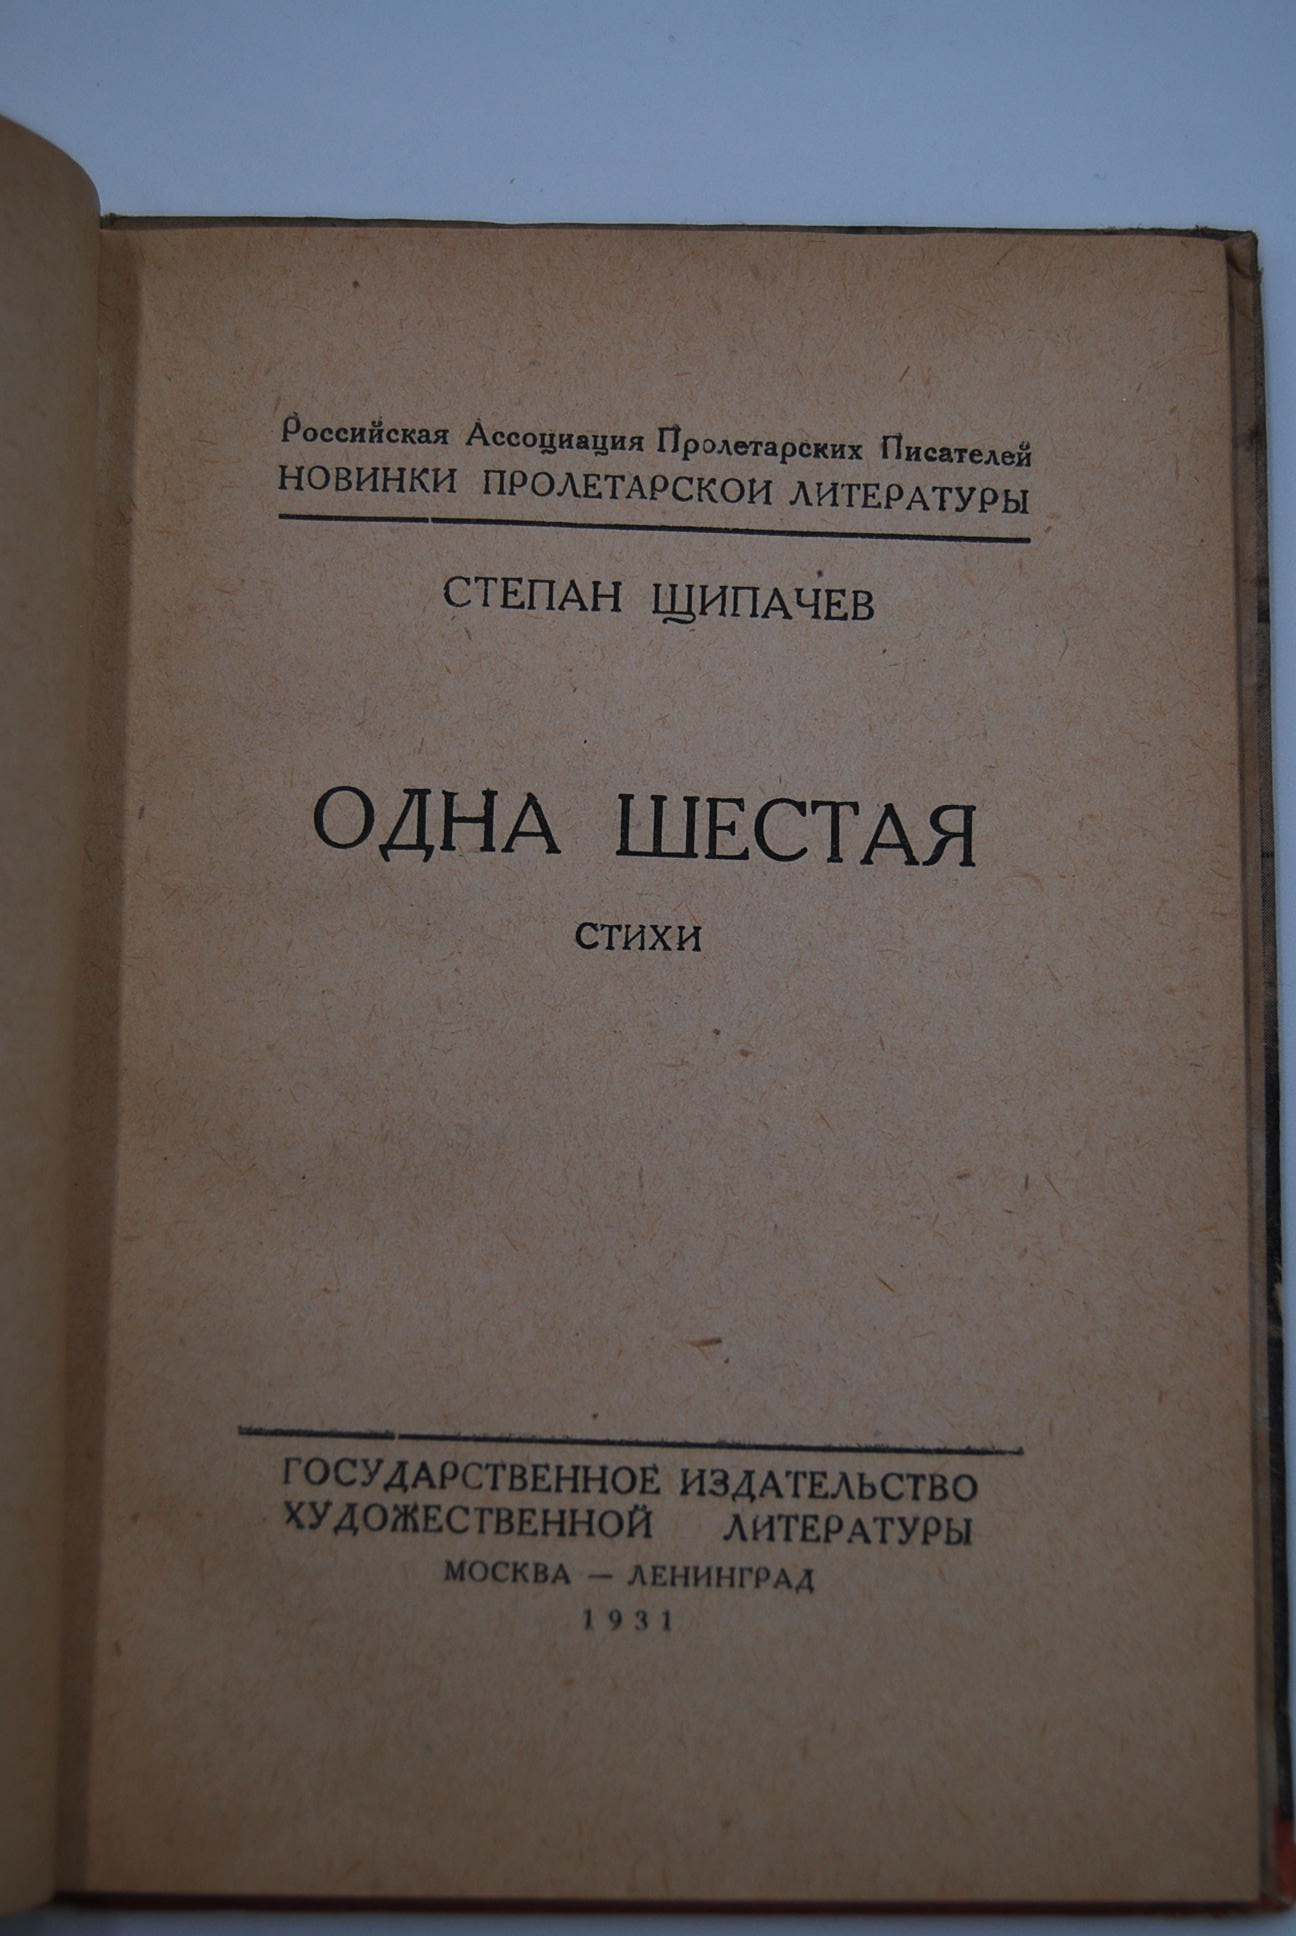 Российская Ассоциация Пролетарских Писателей
НОВИНКИ ПРОЛЕТАРСКОЙ ЛИТЕРАТУРЫ
СТЕПАН ЩИПАЧЕВ
ОДНА ШЕСТАЯ
СТИХИ
ГОСУДАРСТВЕННОЕ ИЗДАТЕЛЬСТВО
ХУДОЖЕСТВЕННОЙ ЛИТЕРАТУРЫ
МОСКВА — ЛЕНИНГРАД
1931